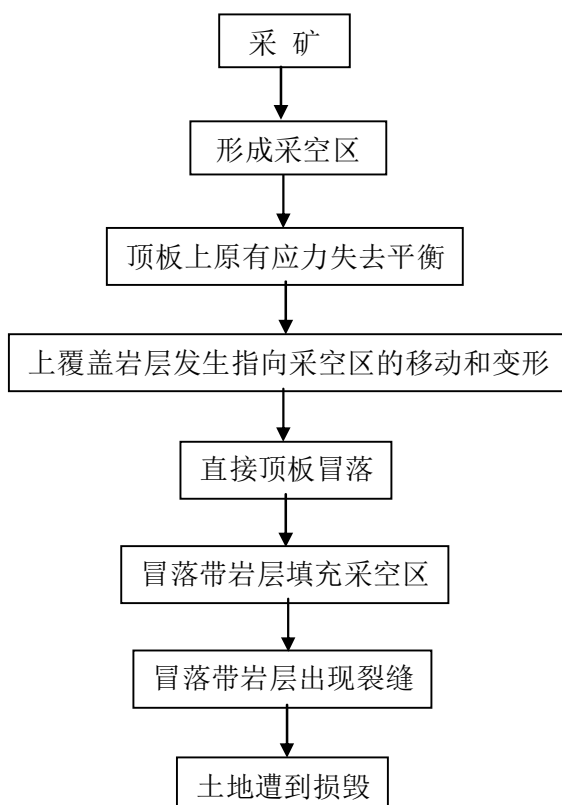 采 矿
形成采空区
顶板上原有应力失去平衡
上覆盖岩层发生指向采空区的移动和变形
直接顶板冒落
冒落带岩层填充采空区
冒落带岩层出现裂缝
土地遭到损毁